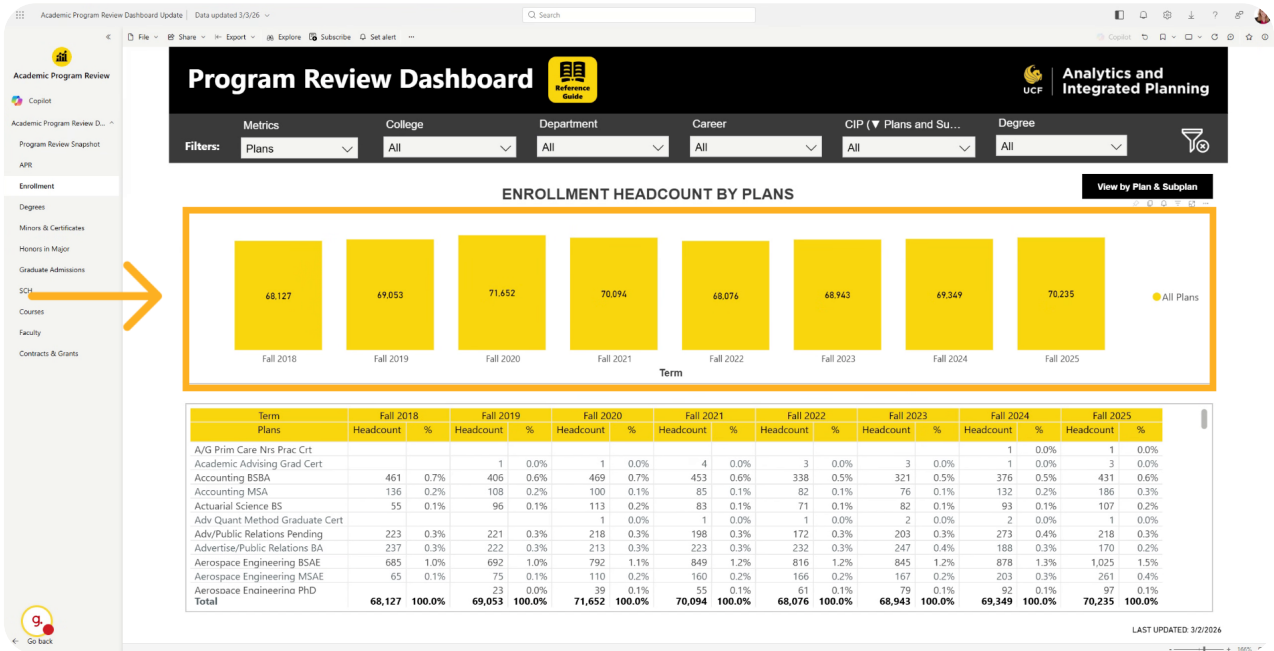 Academic Program Review Dashboard Update | Data updated 3/3/26
Search
File Share Export Explore Subscribe Set alert ...
Copilot
Academic Program Review
Copilot
Academic Program Review D...
Program Review Snapshot
APR
Enrollment
Degrees
Minors & Certificates
Honors in Major
Graduate Admissions
SCH
Courses
Faculty
Contracts & Grants
g.
Go back
Program Review Dashboard
Reference
Guide
UCF
Analytics and
Integrated Planning
Filters:
Metrics College Department Career CIP (▼ Plans and Su... Degree
Plans All All All All All
ENROLLMENT HEADCOUNT BY PLANS
View by Plan & Subplan
68,127 69,053 71,652 70,094 68,076 68,943 69,349 70,235
All Plans
Fall 2018 Fall 2019 Fall 2020 Fall 2021 Fall 2022 Fall 2023 Fall 2024 Fall 2025
Term
Term Fall 2018 Fall 2019 Fall 2020 Fall 2021 Fall 2022 Fall 2023 Fall 2024 Fall 2025
Plans Headcount % Headcount % Headcount % Headcount % Headcount % Headcount % Headcount % Headcount %
A/G Prim Care Nrs Prac Crt 1 0.0% 1 0.0%
Academic Advising Grad Cert 1 0.0% 1 0.0% 4 0.0% 3 0.0% 3 0.0% 1 0.0% 3 0.0%
Accounting BSBA 461 0.7% 406 0.6% 469 0.7% 453 0.6% 338 0.5% 321 0.5% 376 0.5% 431 0.6%
Accounting MSA 136 0.2% 108 0.2% 100 0.1% 85 0.1% 82 0.1% 76 0.1% 132 0.2% 186 0.3%
Actuarial Science BS 55 0.1% 96 0.1% 113 0.2% 83 0.1% 71 0.1% 82 0.1% 93 0.1% 107 0.2%
Adv Quant Method Graduate Cert 1 0.0% 1 0.0% 1 0.0% 2 0.0% 2 0.0% 1 0.0%
Adv/Public Relations Pending 223 0.3% 221 0.3% 218 0.3% 198 0.3% 172 0.3% 203 0.3% 273 0.4% 218 0.3%
Advertise/Public Relations BA 237 0.3% 222 0.3% 213 0.3% 223 0.3% 232 0.3% 247 0.4% 188 0.3% 170 0.2%
Aerospace Engineering BSAE 685 1.0% 692 1.0% 792 1.1% 849 1.2% 816 1.2% 845 1.2% 878 1.3% 1,025 1.5%
Aerospace Engineering MSAE 65 0.1% 75 0.1% 110 0.2% 160 0.2% 166 0.2% 167 0.2% 203 0.3% 261 0.4%
Aerospace Engineering PhD 23 0.0% 39 0.1% 55 0.1% 61 0.1% 79 0.1% 92 0.1% 97 0.1%
Total 68,127 100.0% 69,053 100.0% 71,652 100.0% 70,094 100.0% 68,076 100.0% 68,943 100.0% 69,349 100.0% 70,235 100.0%
LAST UPDATED: 3/2/2026